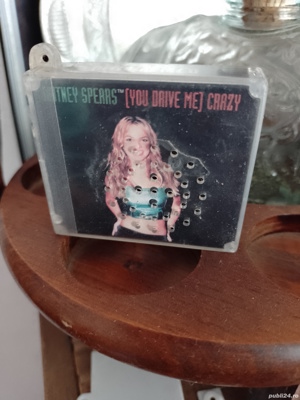 TNEY SPEARS™ [YOU DRIVE ME] CRAZY
publi24.ro